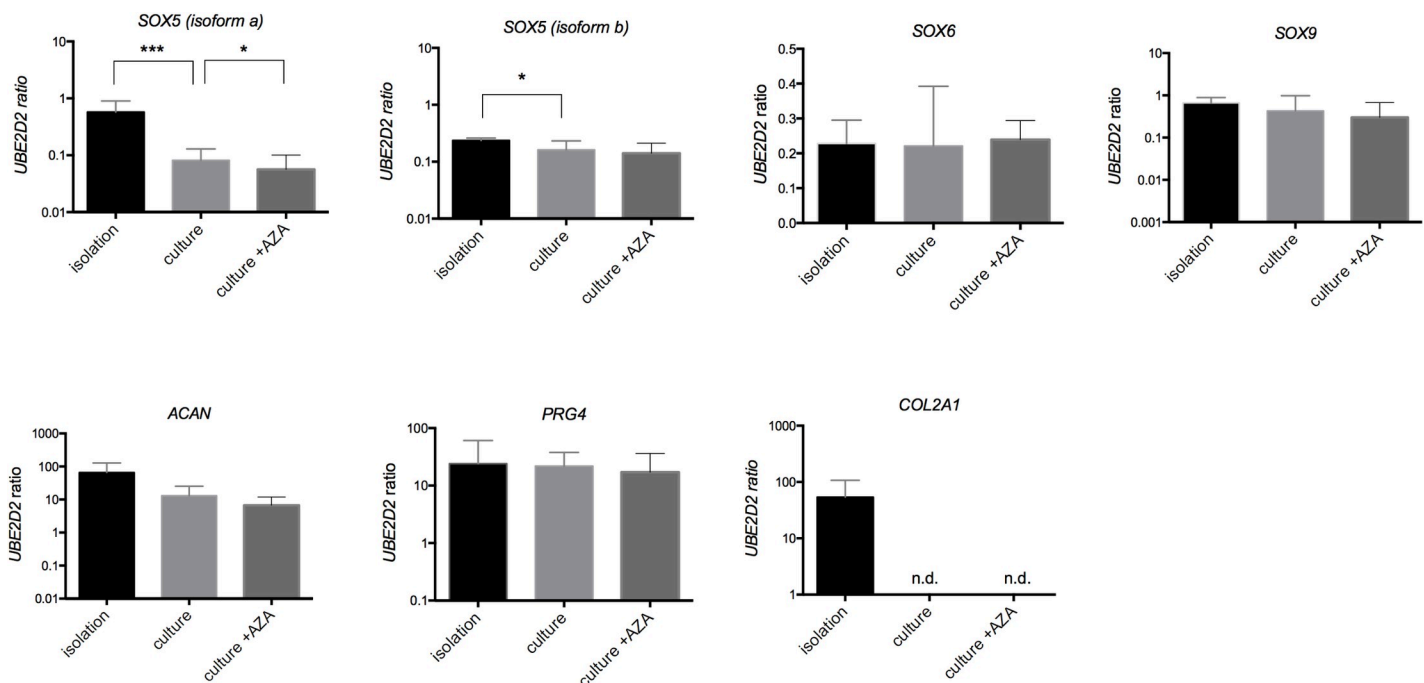 SOX5 (isoform a)
10
1
0.1
0.01
UBE2D2 ratio
***
*
isolation
culture
culture +AZA
SOX5 (isoform b)
10
1
0.1
0.01
UBE2D2 ratio
*
isolation
culture
culture +AZA
SOX6
0.5
0.4
0.3
0.2
0.1
0.0
UBE2D2 ratio
isolation
culture
culture +AZA
SOX9
10
1
0.1
0.01
0.001
UBE2D2 ratio
isolation
culture
culture +AZA
ACAN
1000
100
10
1
0.1
0.01
UBE2D2 ratio
isolation
culture
culture +AZA
PRG4
100
10
1
0.1
UBE2D2 ratio
isolation
culture
culture +AZA
COL2A1
1000
100
10
1
UBE2D2 ratio
n.d.
n.d.
isolation
culture
culture +AZA